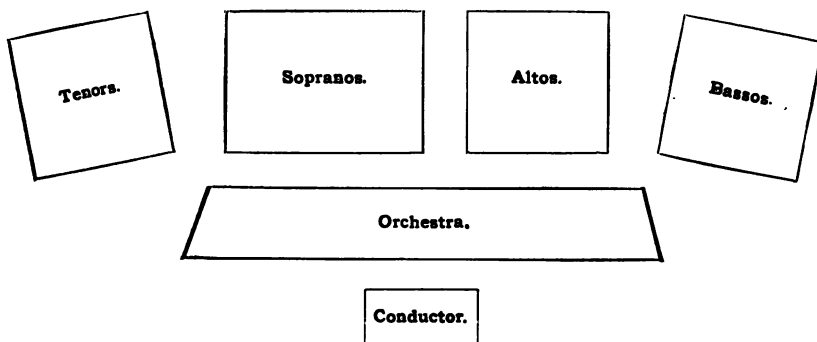 Tenors.
Sopranos.
Altos.
Bassos.
Orchestra.
Conductor.